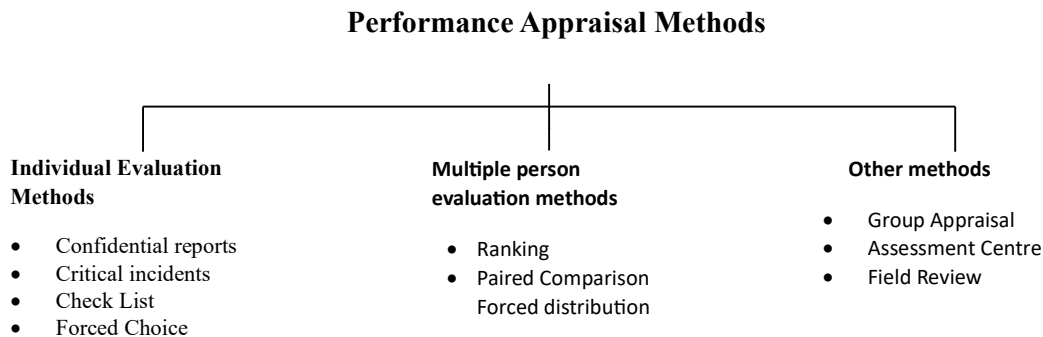 Performance Appraisal Methods
Individual Evaluation
Methods
• Confidential reports
• Critical incidents
• Check List
• Forced Choice
Multiple person
evaluation methods
• Ranking
• Paired Comparison
Forced distribution
Other methods
• Group Appraisal
• Assessment Centre
• Field Review